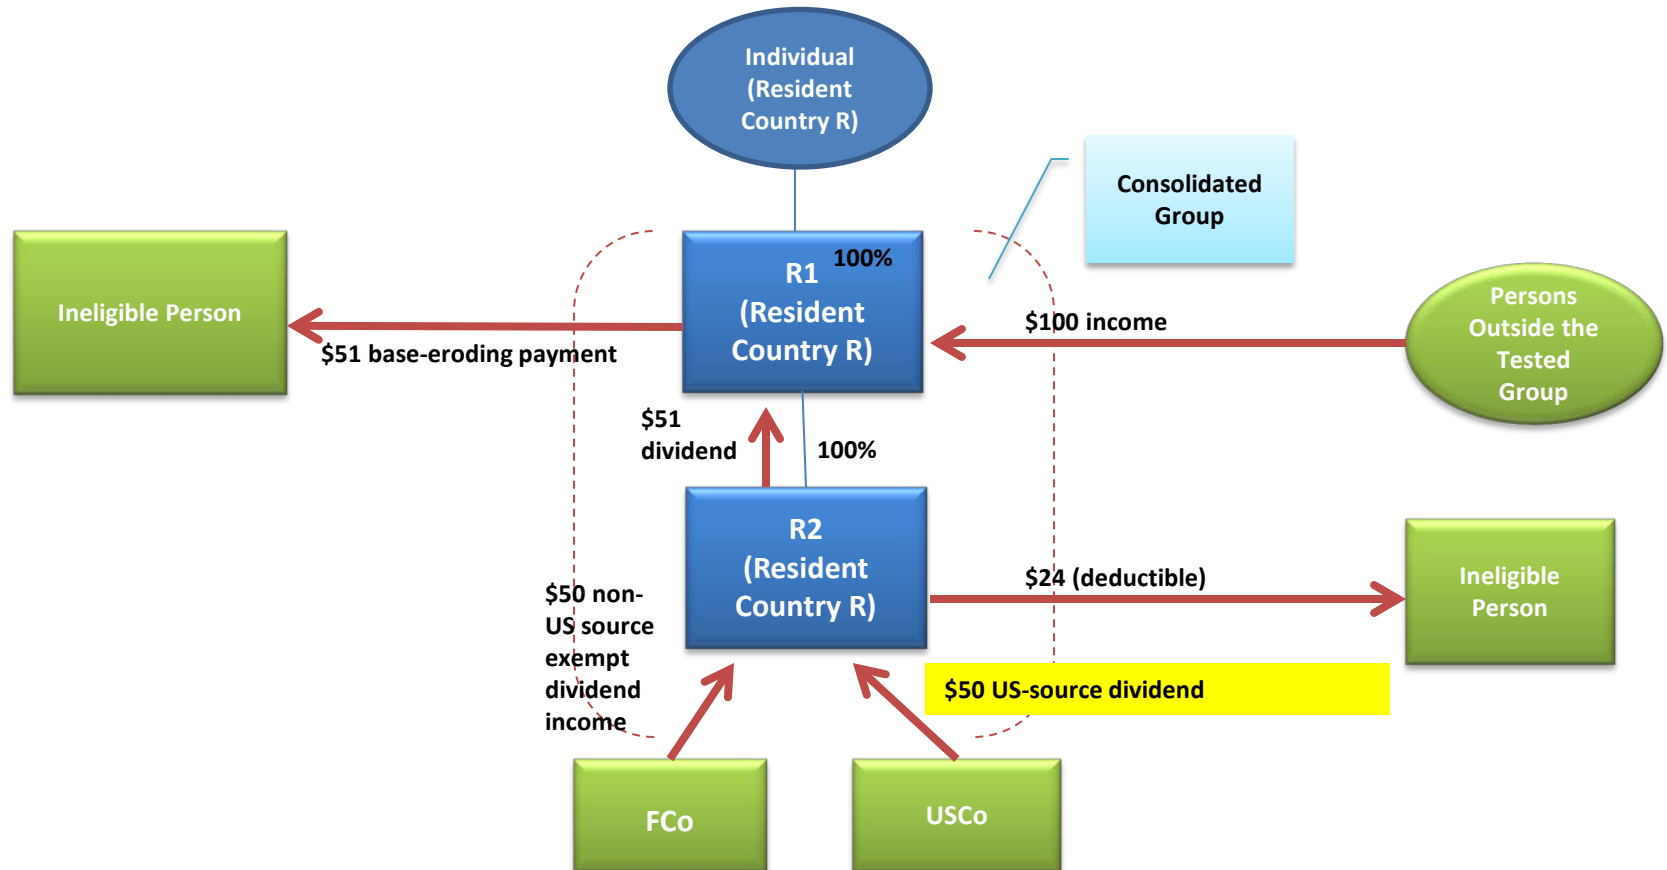 Individual
(Resident
Country R)
Consolidated
Group
100%
R1
(Resident
Country R)
Ineligible Person
$51 base-eroding payment
$100 income
Persons
Outside the
Tested
Group
$51
dividend
100%
R2
(Resident
Country R)
$24 (deductible)
Ineligible
Person
$50 non-
US source
exempt
dividend
income
$50 US-source dividend
FCo
USCo